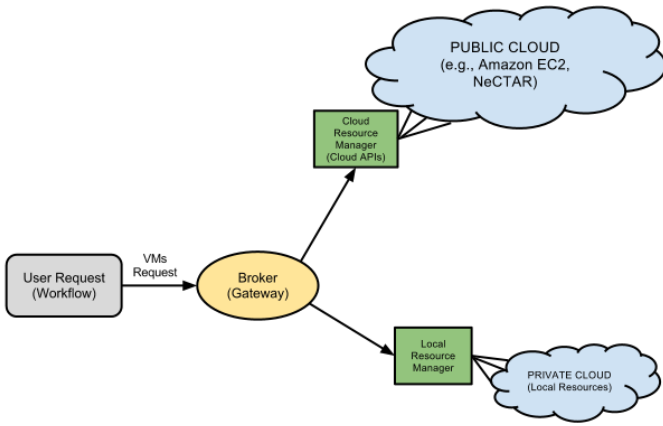 PUBLIC CLOUD
(e.g., Amazon EC2,
NeCTAR)
Cloud
Resource
Manager
(Cloud APIs)
VMs
Request
User Request
(Workflow)
Broker
(Gateway)
Local
Resource
Manager
PRIVATE CLOUD
(Local Resources)